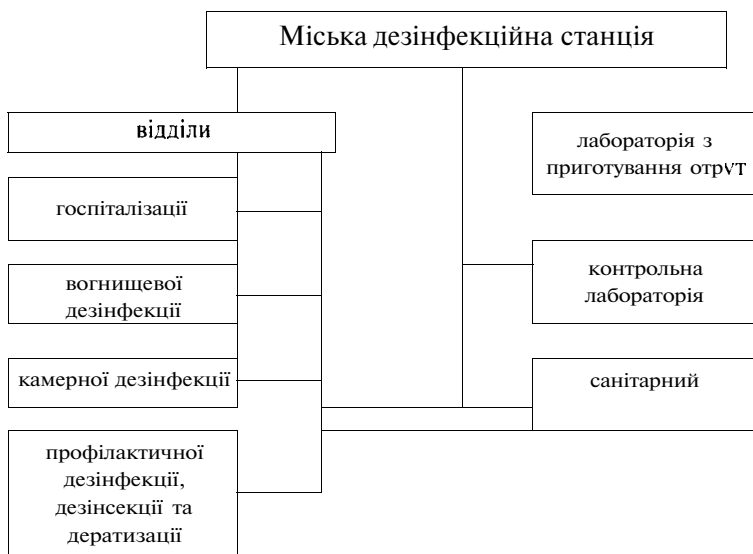 Міська дезінфекційна станція
відділи
госпіталізації
вогнищевої
дезінфекції
камерної дезінфекції
профілактичної
дезінфекції,
дезінсекції та
дератизації
лабораторія з
приготування отрут
контрольна
лабораторія
санітарний